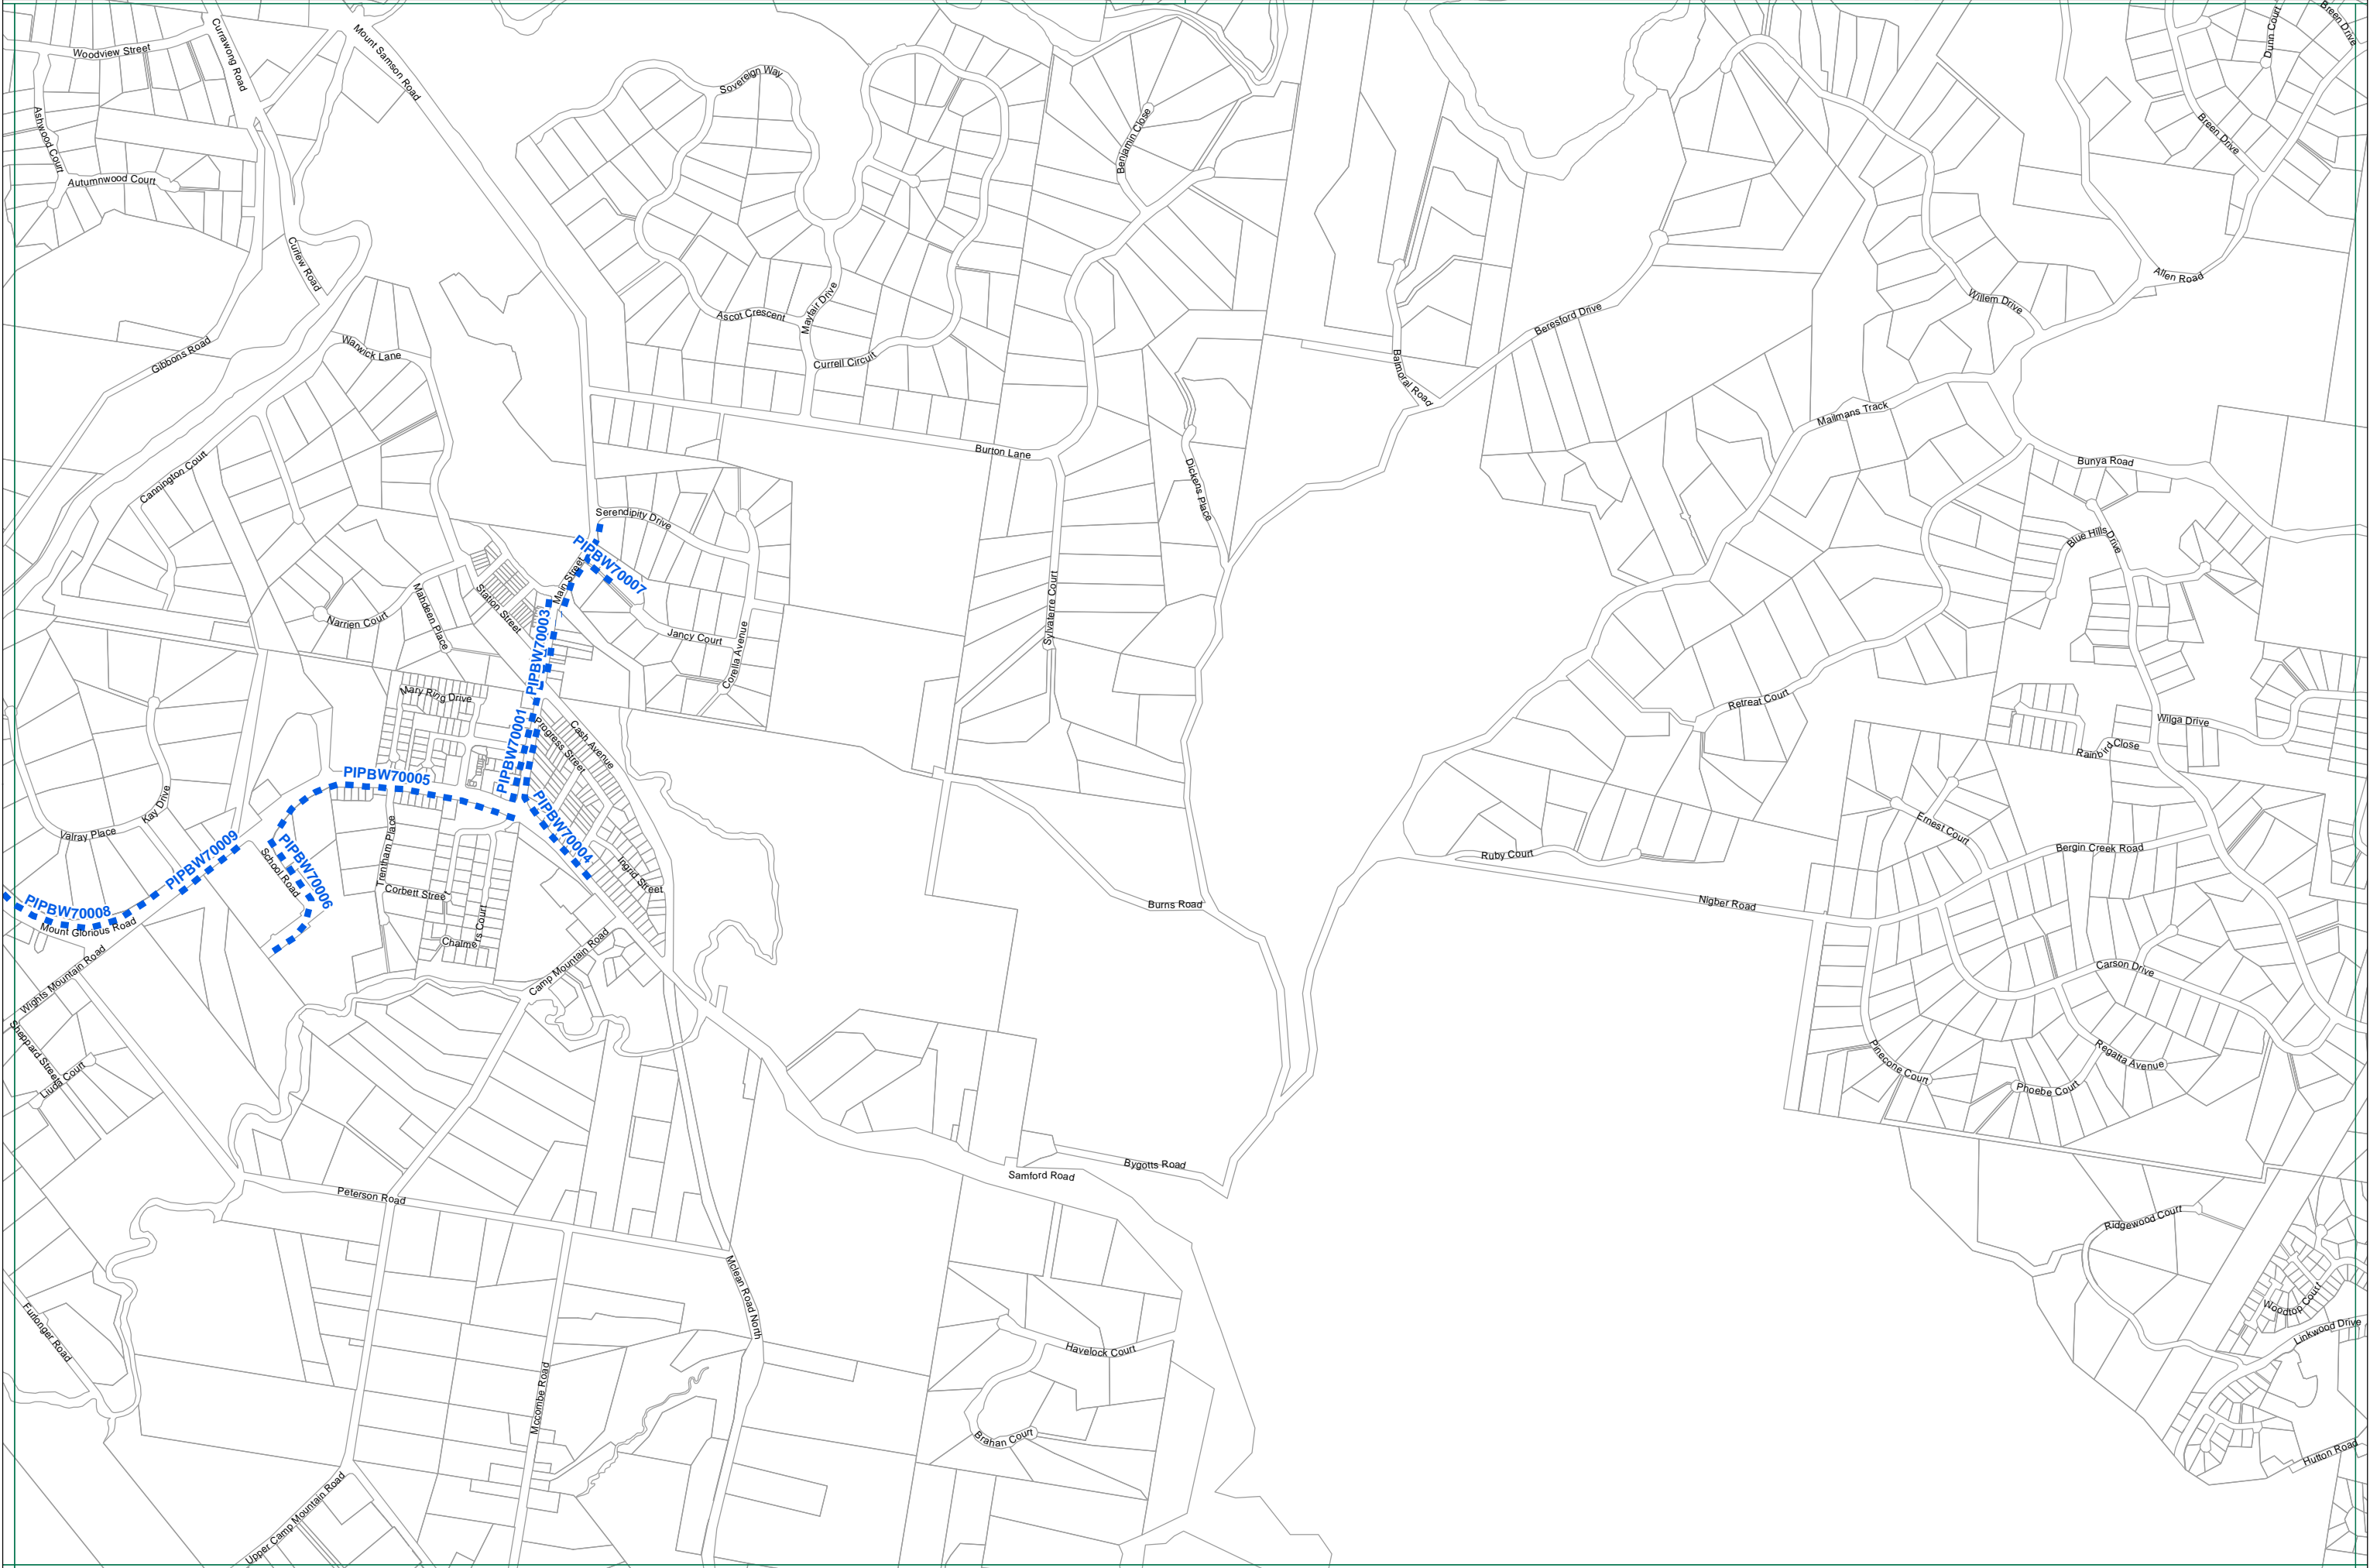 Woodview Street
Currawong Road
Mount Samson Road
Sovereign Way
Dunn Court
Breen Drive
Ashwood Court
Autumnwood Court
Benjamin Close
Breen Drive
Curlew Road
Allen Road
Willem Drive
Ascot Crescent
Mayfair Drive
Beresford Drive
Gibbons Road
Warwick Lane
Currell Circuit
Balmoral Road
Mailmans Track
Burton Lane
Cannington Court
Dickens Place
Bunya Road
Serendipity Drive
PIPBW70007
Blue Hills Drive
Main Street
Station Street
Mahdeen Place
Narrien Court
PIPBW70003
Jancy Court
Corella Avenue
Sylvaterre Court
Mary Ring Drive
Retreat Court
Wilga Drive
Rainbird Close
PIPBW70001
Progress Street
Cash Avenue
PIPBW70005
PIPBW70004
Kay Drive
Valray Place
PIPBW70009
School Road
PIPBW70006
Trentham Place
Ingrid Street
Corbett Street
Ernest Court
Bergin Creek Road
Ruby Court
PIPBW70008
Mount Glorious Road
Chalmers Court
Burns Road
Nigber Road
Camp Mountain Road
Wights Mountain Road
Carson Drive
Sheppard Street
Liuda Court
Pinecone Court
Phoebe Court
Regatta Avenue
Peterson Road
Samford Road
Bygotts Road
Ridgewood Court
Mclean Road North
Furlonger Road
Woodtop Court
Linkwood Drive
Havelock Court
Mccombe Road
Brahan Court
Hutton Road
Upper Camp Mountain Road